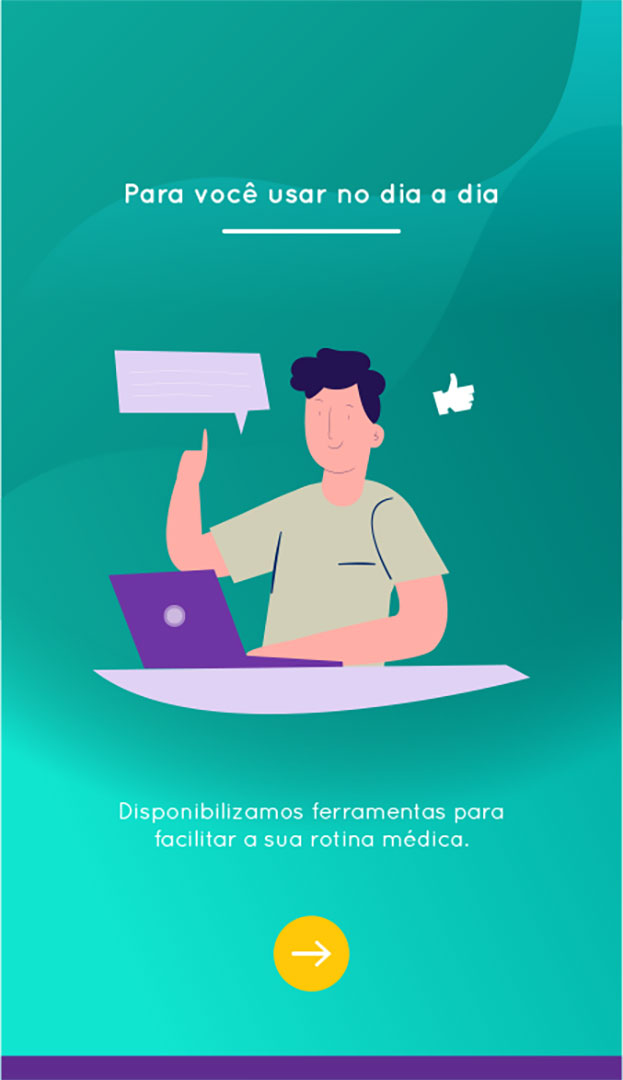 Para você usar no dia a dia
Disponibilizamos ferramentas para
facilitar a sua rotina médica.